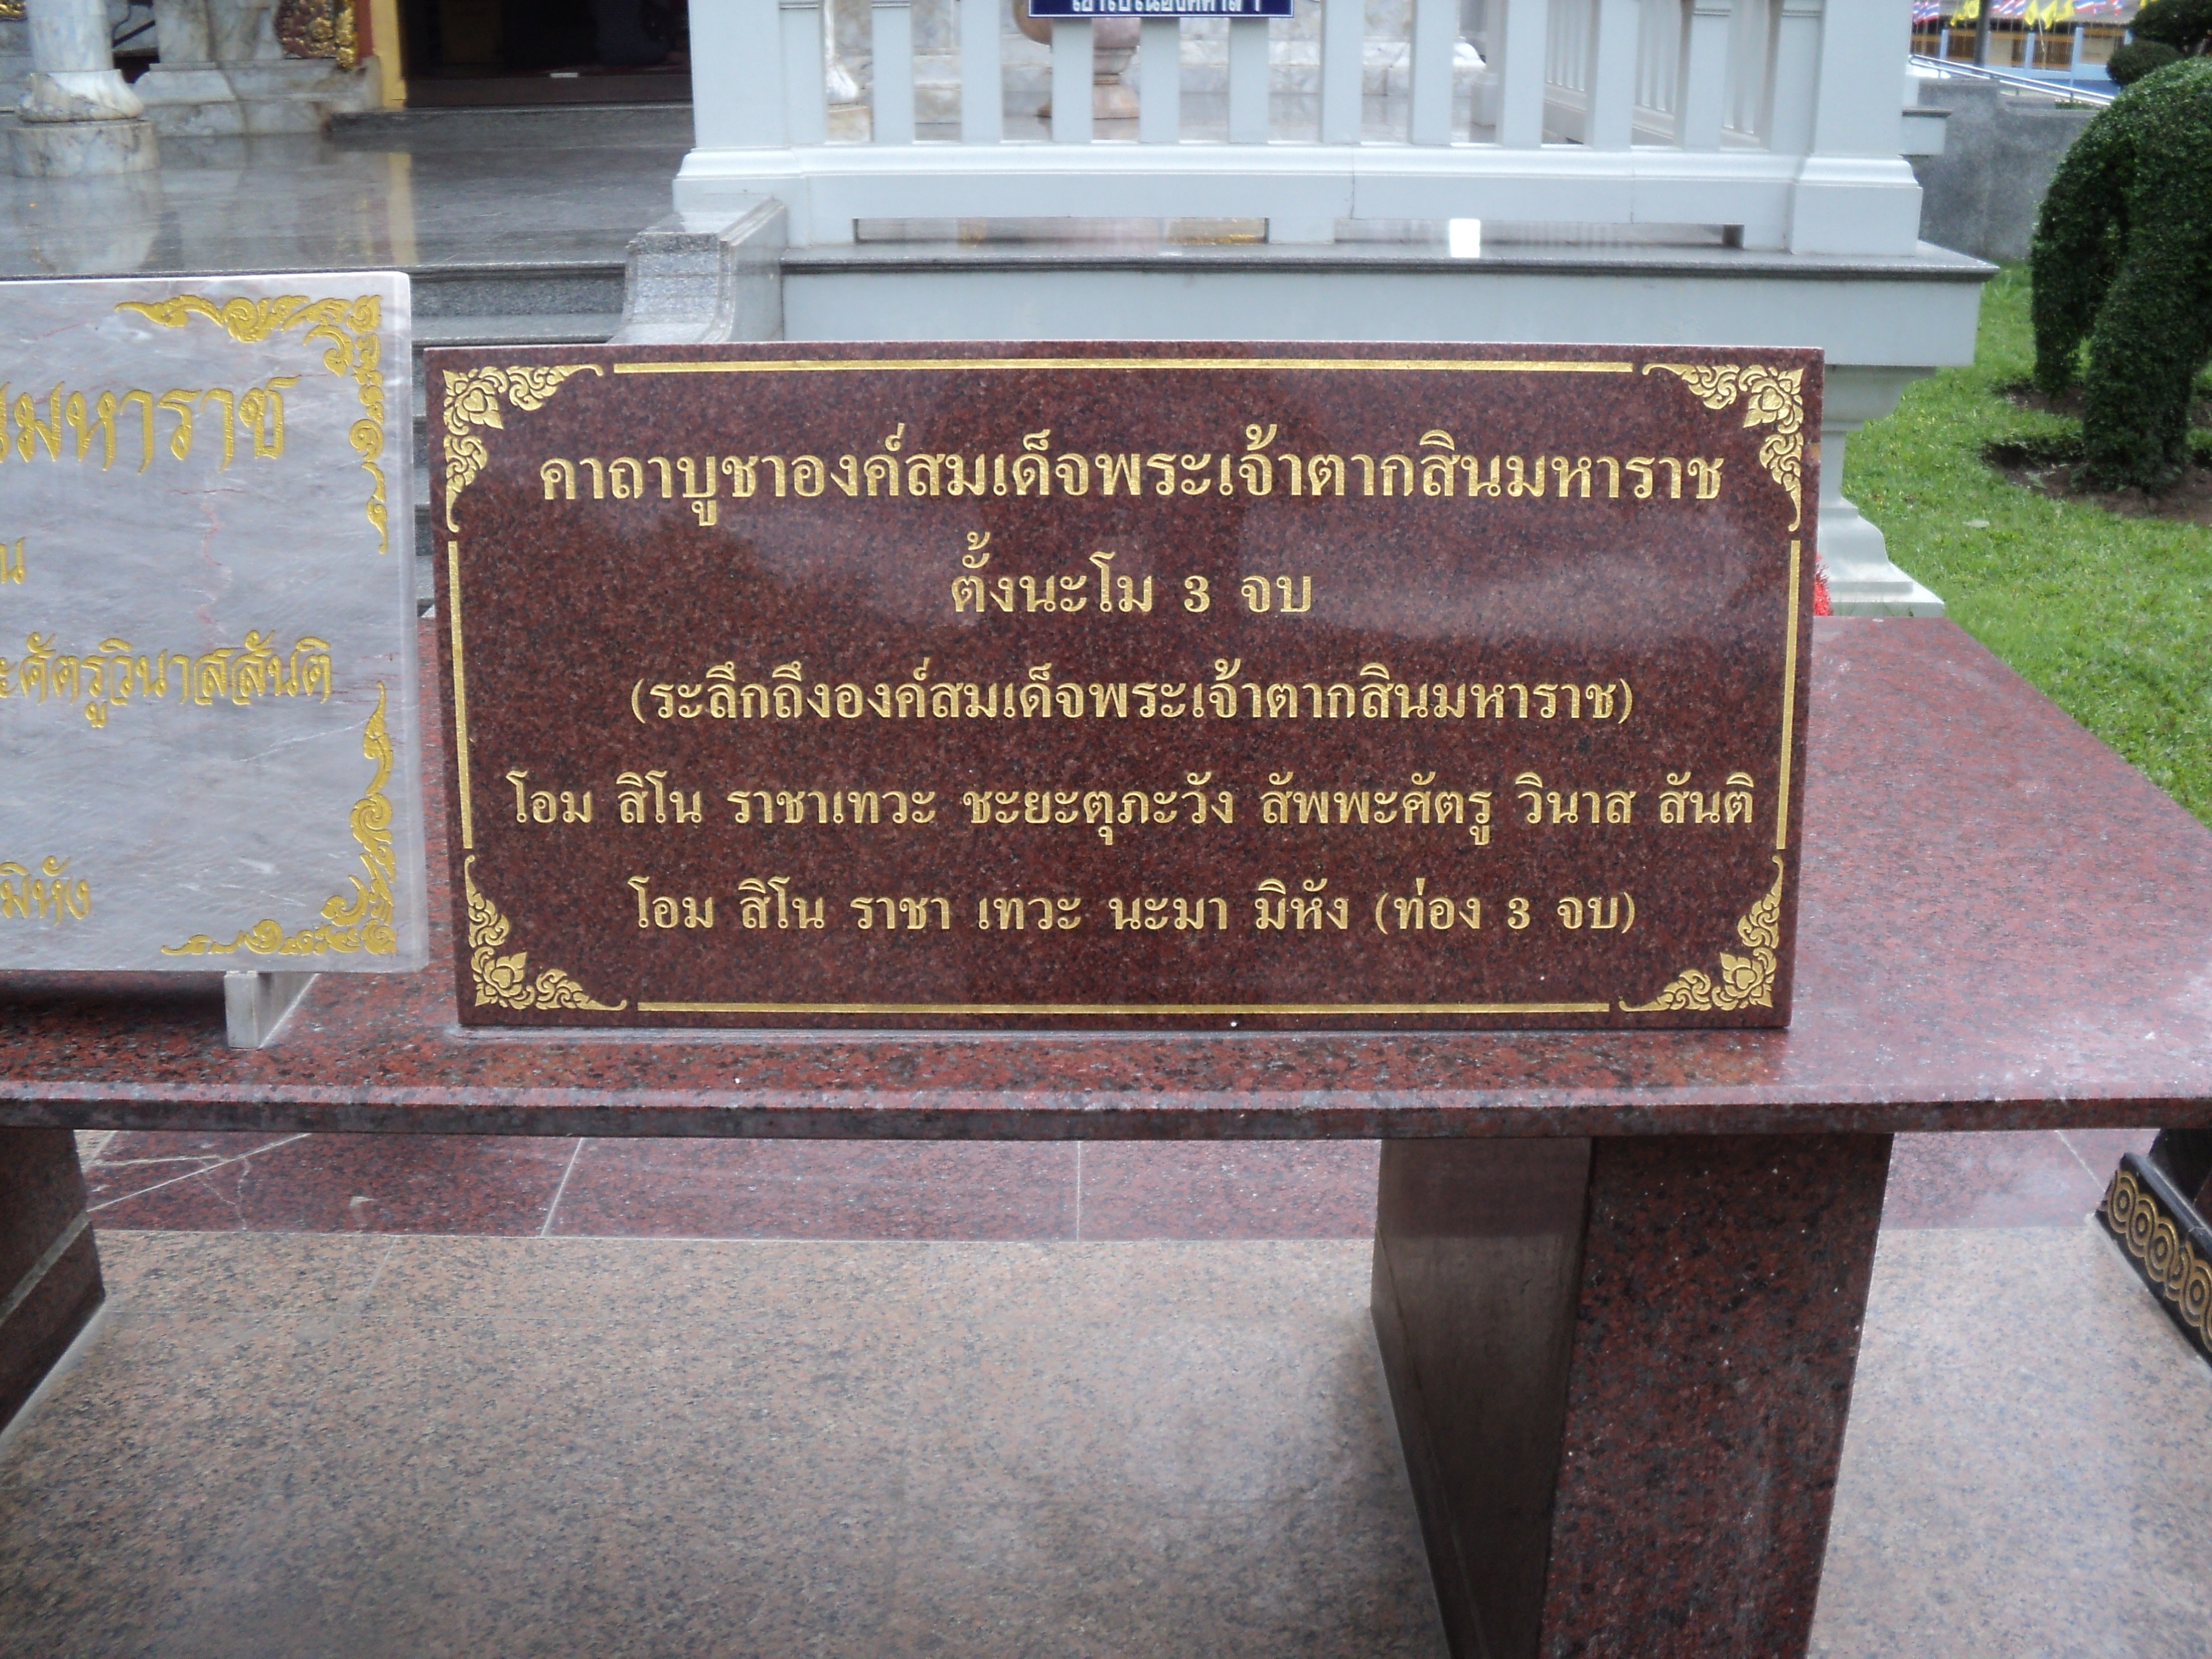 นมหาราช
น
ะศัตรูวินาสสันติ
มิหัง
คาถาบูชาองค์สมเด็จพระเจ้าตากสินมหาราช
ตั้งนะโม 3 จบ
(ระลึกถึงองค์สมเด็จพระเจ้าตากสินมหาราช)
โอม สิโน ราชาเทวะ ชะยะตุภะวัง สัพพะศัตรู วินาส สันติ
โอม สิโน ราชา เทวะ นะมา มิหัง (ท่อง 3 จบ)